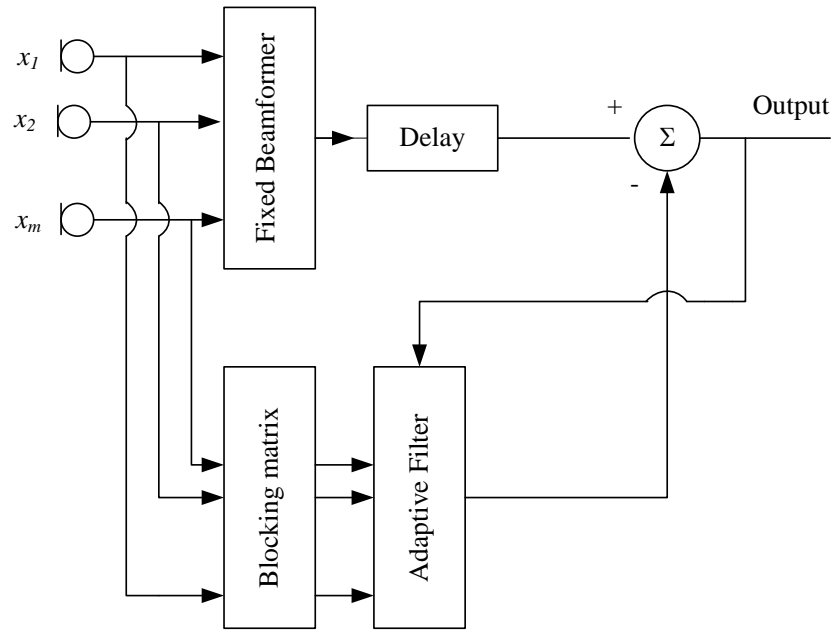 x1
x2
xm
Fixed Beamformer
Delay
+
-
Σ
Output
Blocking matrix
Adaptive Filter